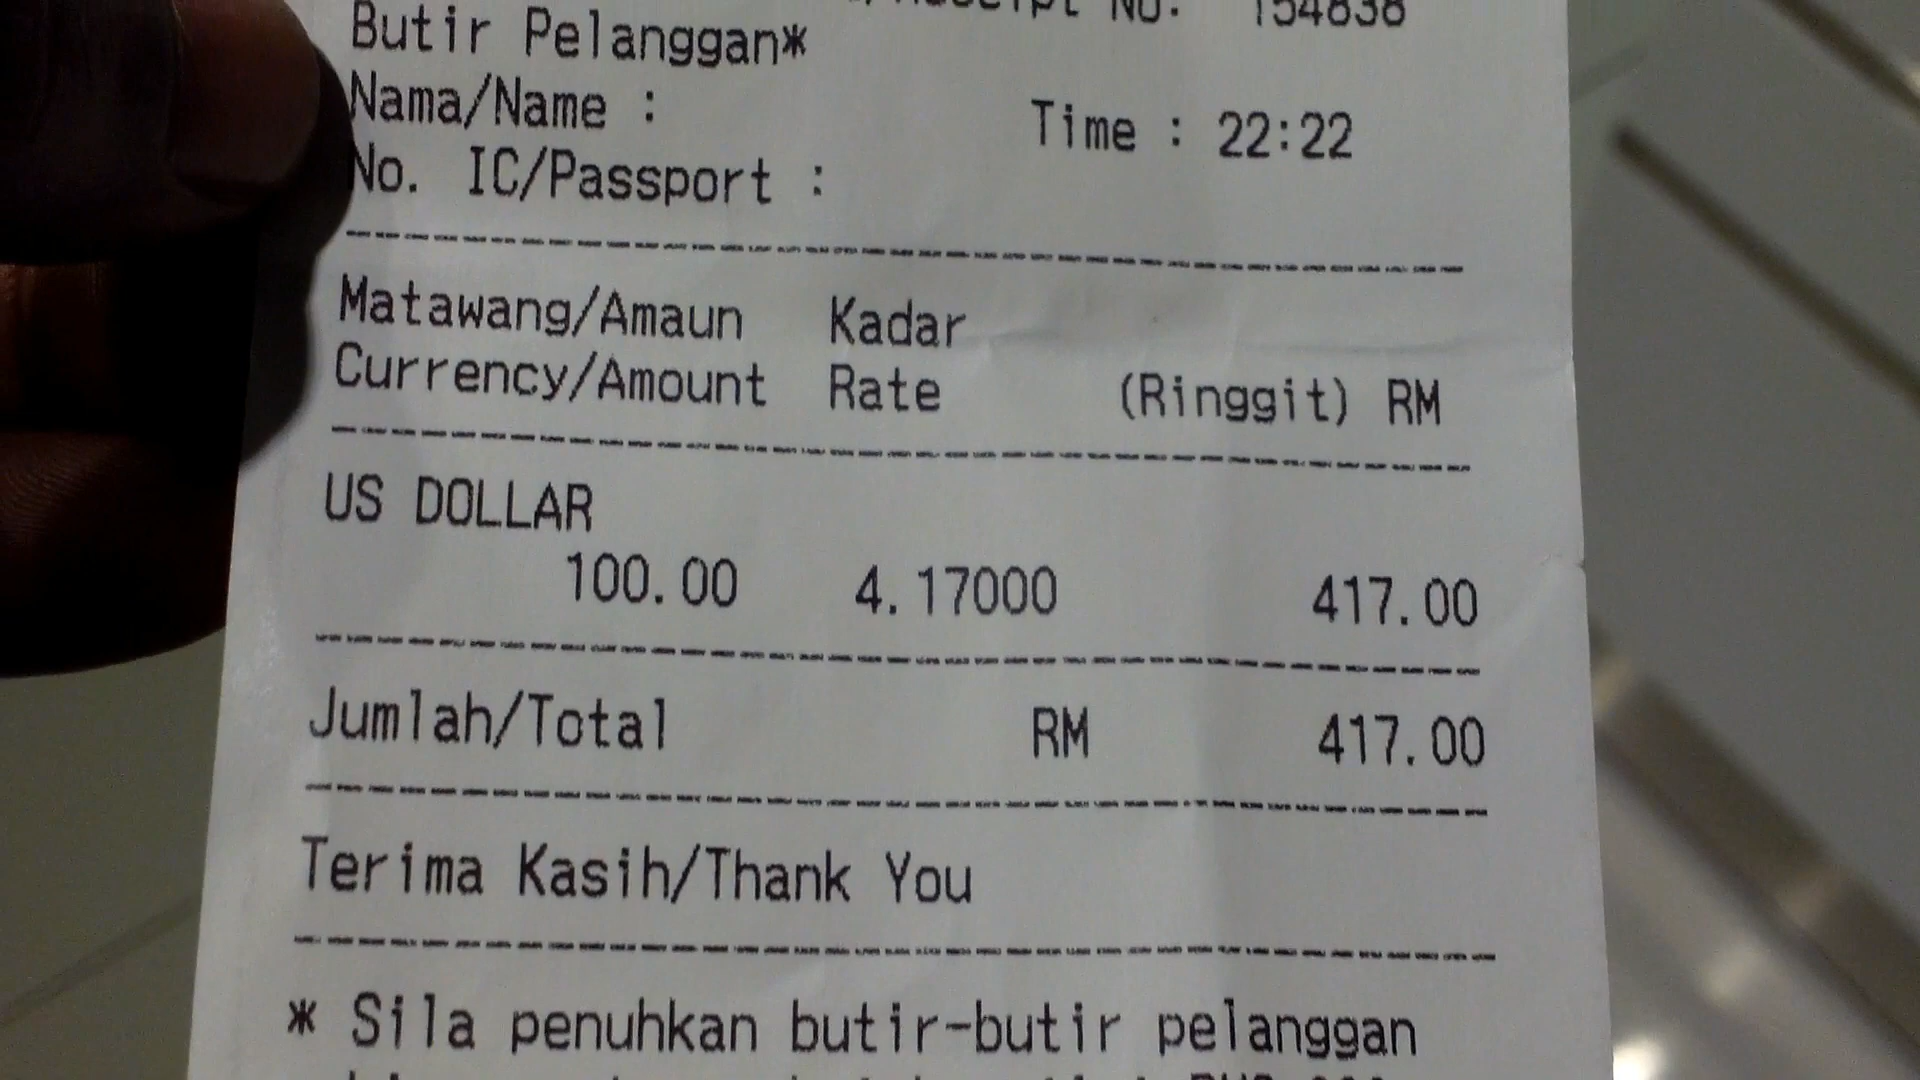 No. 154838
Butir Pelanggan*
Nama/Name :
Time : 22:22
No. IC/Passport :
Matawang/Amaun Kadar
Currency/Amount Rate (Ringgit) RM
US DOLLAR
100.00 4.17000 417.00
Jumlah/Total RM 417.00
Terima Kasih/Thank You
* Sila penuhkan butir-butir pelanggan